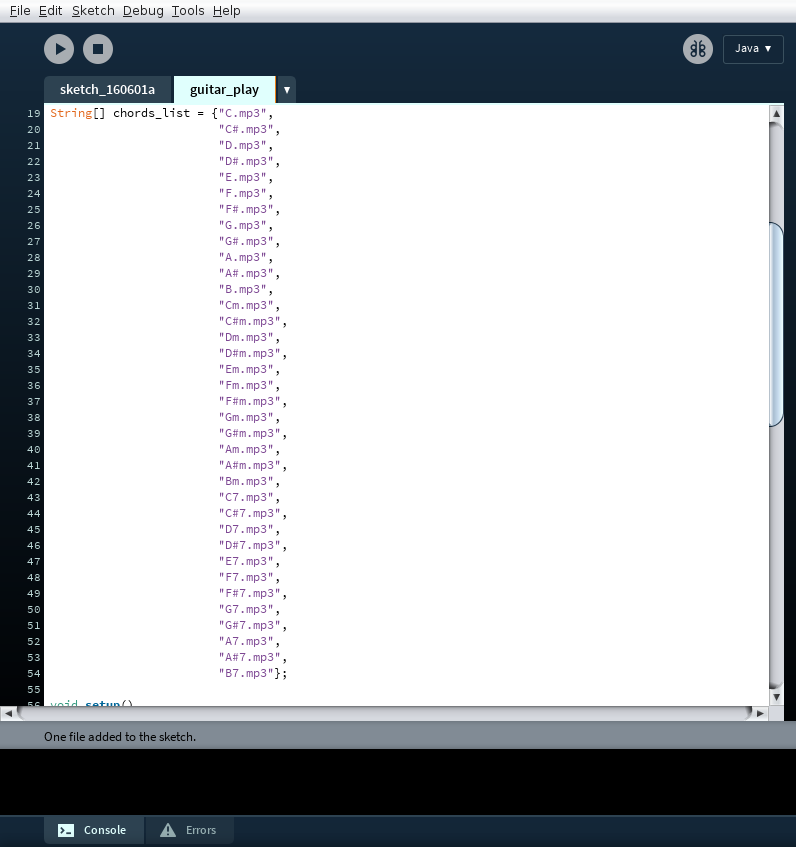 File Edit Sketch Debug Tools Help
Java ▼
sketch_160601a guitar_play ▼
19 String[] chords_list = {"C.mp3",
20 "C#.mp3",
21 "D.mp3",
22 "D#.mp3",
23 "E.mp3",
24 "F.mp3",
25 "F#.mp3",
26 "G.mp3",
27 "G#.mp3",
28 "A.mp3",
29 "A#.mp3",
30 "B.mp3",
31 "Cm.mp3",
32 "C#m.mp3",
33 "Dm.mp3",
34 "D#m.mp3",
35 "Em.mp3",
36 "Fm.mp3",
37 "F#m.mp3",
38 "Gm.mp3",
39 "G#m.mp3",
40 "Am.mp3",
41 "A#m.mp3",
42 "Bm.mp3",
43 "C7.mp3",
44 "C#7.mp3",
45 "D7.mp3",
46 "D#7.mp3",
47 "E7.mp3",
48 "F7.mp3",
49 "F#7.mp3",
50 "G7.mp3",
51 "G#7.mp3",
52 "A7.mp3",
53 "A#7.mp3",
54 "B7.mp3"};
55
56 void setup()
One file added to the sketch.
Console Errors